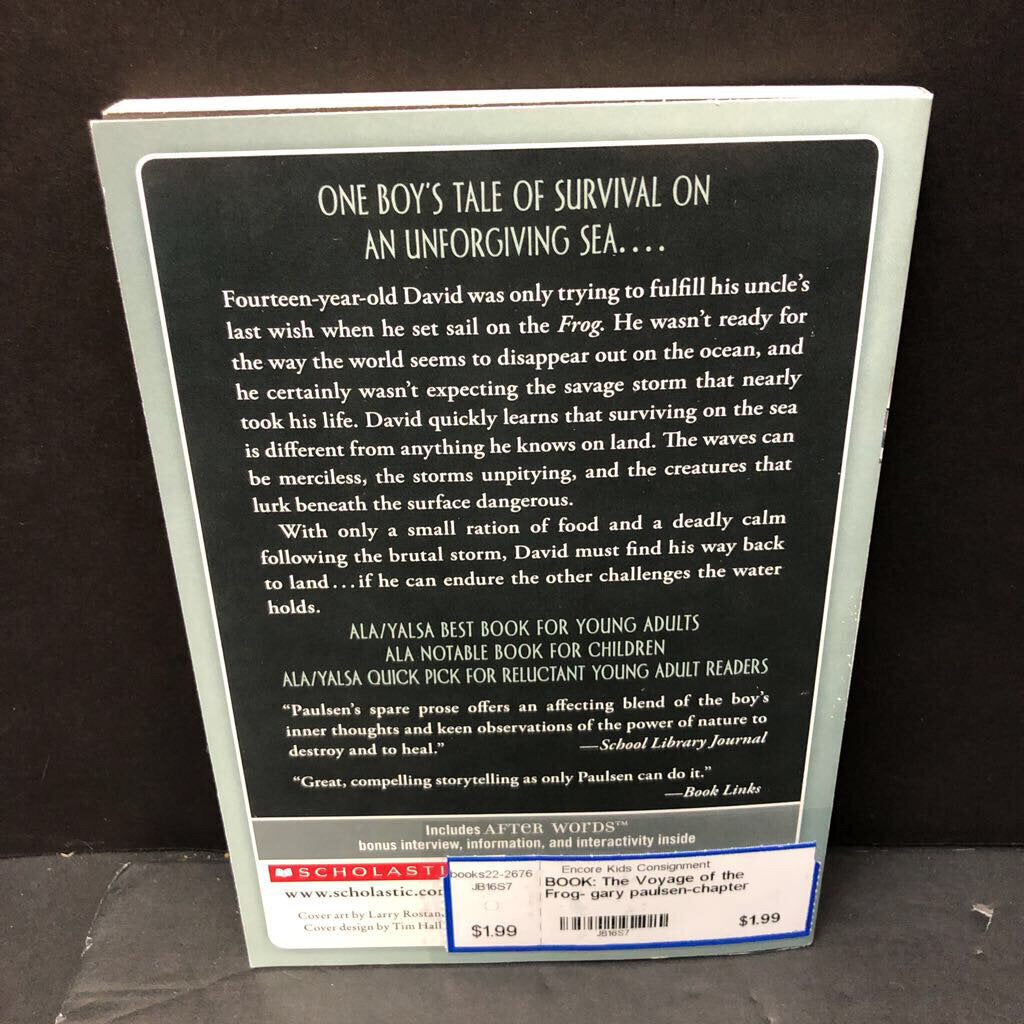 ONE BOY'S TALE OF SURVIVAL ON
AN UNFORGIVING SEA....
Fourteen-year-old David was only trying to fulfill his uncle's
last wish when he set sail on the Frog. He wasn't ready for
the way the world seems to disappear out on the ocean, and
he certainly wasn't expecting the savage storm that nearly
took his life. David quickly learns that surviving on the sea
is different from anything he knows on land. The waves can
be merciless, the storms unpitying, and the creatures that
lurk beneath the surface dangerous.
With only a small ration of food and a deadly calm
following the brutal storm, David must find his way back
to land...if he can endure the other challenges the water
holds.
ALA/YALSA BEST BOOK FOR YOUNG ADULTS
ALA NOTABLE BOOK FOR CHILDREN
ALA/YALSA QUICK PICK FOR RELUCTANT YOUNG ADULT READERS
"Paulsen's spare prose offers an affecting blend of the boy's
inner thoughts and keen observations of the power of nature to
destroy and to heal."
—School Library Journal
"Great, compelling storytelling as only Paulsen can do it."
—Book Links
Includes AFTER WORDS™
bonus interview, information, and interactivity inside
SCHOLASTI
www.scholastic.co
Cover art by Larry Rostan
Cover design by Tim Hall
books22-2676
JB16S7
$1.99
Encore Kids Consignment
BOOK: The Voyage of the
Frog- gary paulsen-chapter
JB16S7
$1.99